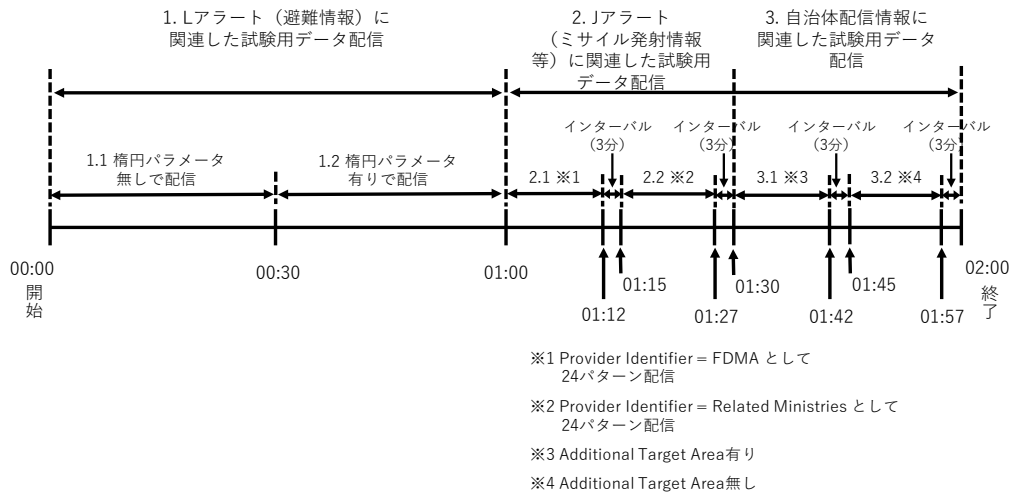 1. Lアラート（避難情報）に
関連した試験用データ配信
2. Jアラート
（ミサイル発射情報
等）に関連した試験用
データ配信
3. 自治体配信情報に
関連した試験用データ
配信
インターバル
（3分）
インターバル
（3分）
インターバル
（3分）
インターバル
（3分）
1.1 楕円パラメータ
無しで配信
1.2 楕円パラメータ
有りで配信
2.1 ※1
2.2 ※2
3.1 ※3
3.2 ※4
00:00
開始
00:30
01:00
01:12
01:15
01:27
01:30
01:42
01:45
01:57
02:00
終了
※1 Provider Identifier = FDMA として
24パターン配信
※2 Provider Identifier = Related Ministries として
24パターン配信
※3 Additional Target Area有り
※4 Additional Target Area無し